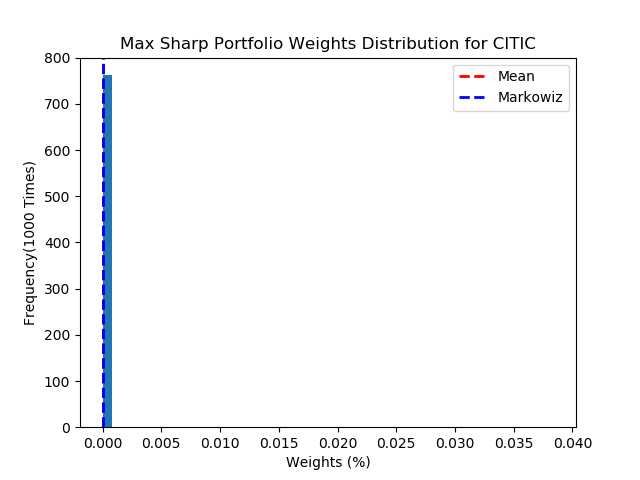 Max Sharp Portfolio Weights Distribution for CITIC
Mean
Markowiz
800
700
600
500
400
300
200
100
0
Frequency(1000 Times)
0.000 0.005 0.010 0.015 0.020 0.025 0.030 0.035 0.040
Weights (%)